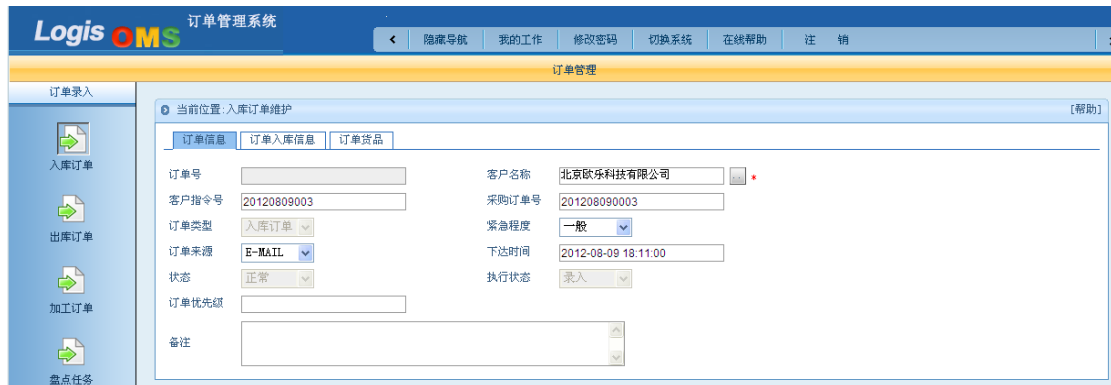 Logis OMS 订单管理系统
隐藏导航 我的工作 修改密码 切换系统 在线帮助 注 销
订单管理
订单录入
当前位置:入库订单维护 [帮助]
订单信息 订单入库信息 订单货品
入库订单
出库订单
加工订单
盘点任务
订单号 客户名称 北京欧乐科技有限公司 ... *
客户指令号 20120809003 采购订单号 201208090003
订单类型 入库订单 紧急程度 一般
订单来源 E-MAIL 下达时间 2012-08-09 18:11:00
状态 正常 执行状态 录入
订单优先级
备注